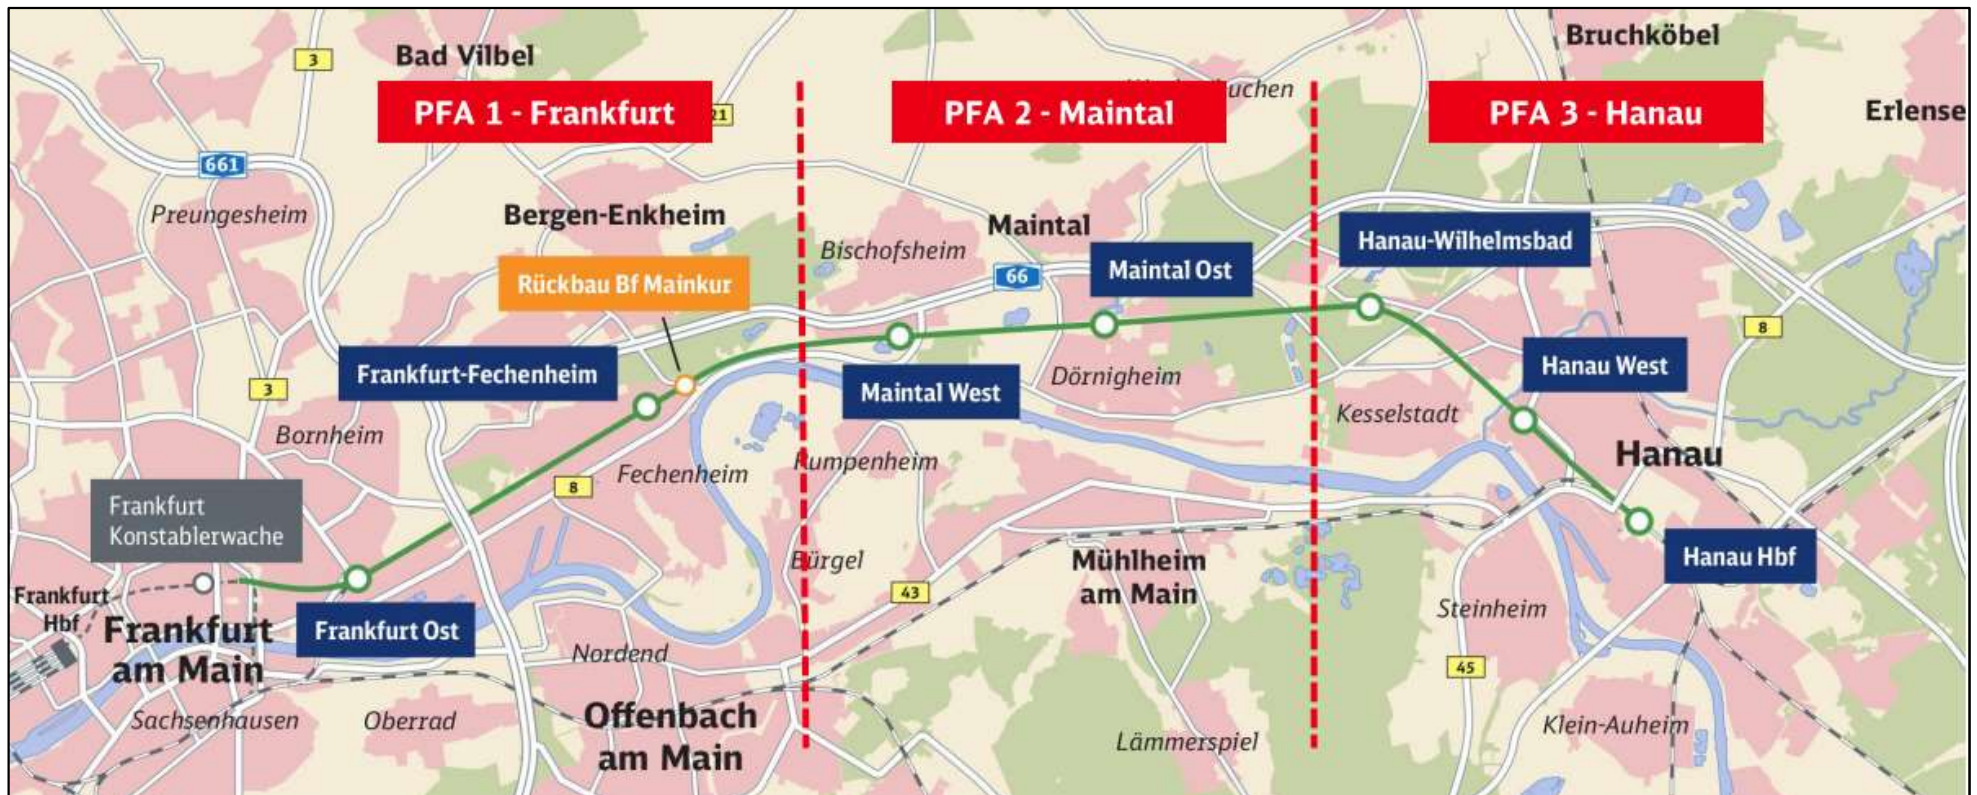 Bruchköbel
3
Bad Vilbel
uchen
PFA 1 - Frankfurt
21
PFA 2 - Maintal
PFA 3 - Hanau
Erlense
661
Preungesheim
Bergen-Enkheim
Maintal
Bischofsheim
Hanau-Wilhelmsbad
Rückbau Bf Mainkur
66
Maintal Ost
8
Frankfurt-Fechenheim
Hanau West
3
Maintal West
Dörnigheim
Kesselstadt
Bornheim
Hanau
Fechenheim
Rumpenheim
8
Frankfurt
Konstablerwache
Bürgel
Mühlheim
am Main
Hanau Hbf
Frankfurt
Hbf
43
Steinheim
Frankfurt
am Main
Frankfurt Ost
Nordend
45
Sachsenhausen
Oberrad
Offenbach
am Main
Lämmerspiel
Klein-Auheim